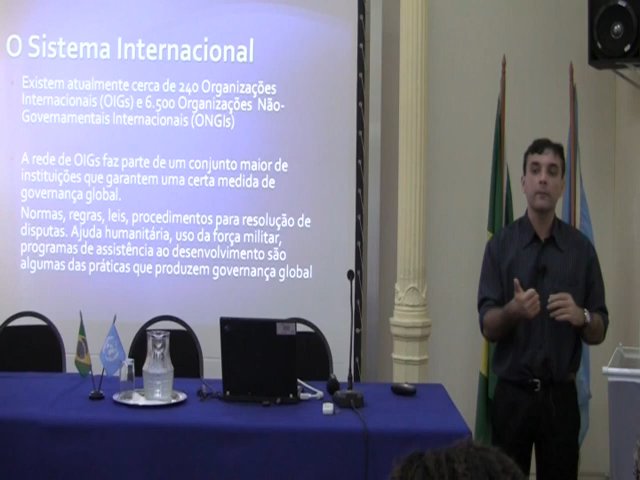 O Sistema Internacional
Existem atualmente cerca de 240 Organizações
Internacionais (OIGs) e 6.500 Organizações Não-
Governamentais Internacionais (ONGIs)
A rede de OIGs faz parte de um conjunto maior de
instituições que garantem uma certa medida de
governança global.
Normas, regras, leis, procedimentos para resolução de
disputas. Ajuda humanitária, uso da força militar,
programas de assistência ao desenvolvimento são
algumas das práticas que produzem governança global